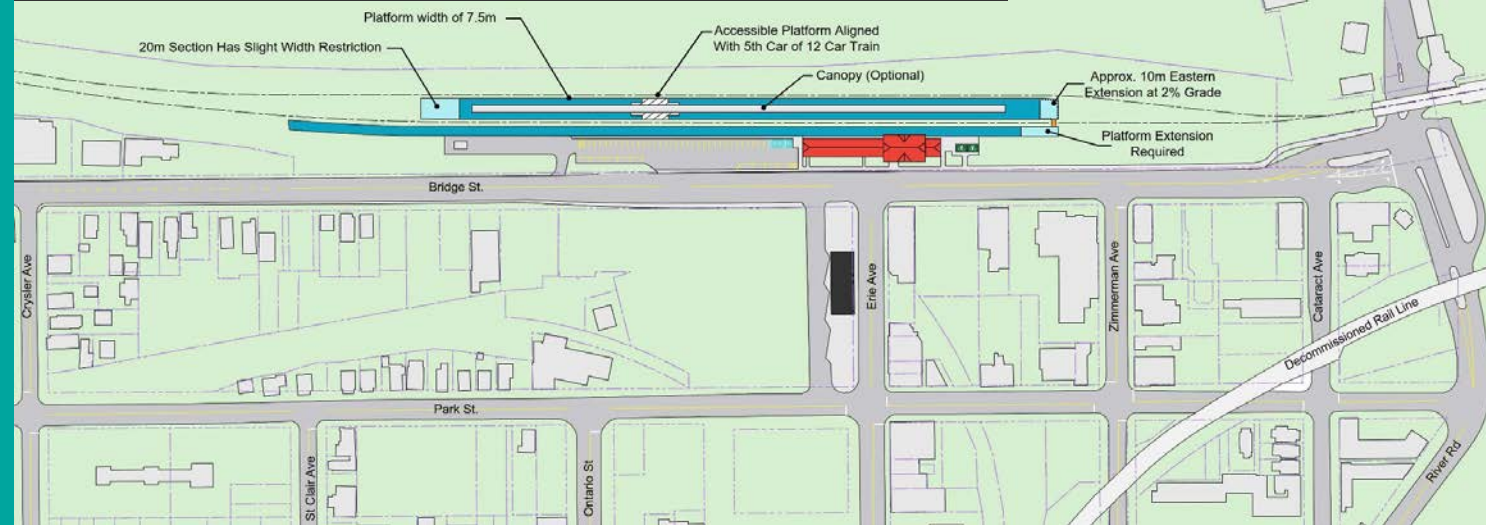 Platform width of 7.5m
20m Section Has Slight Width Restriction
Accessible Platform Aligned
With 5th Car of 12 Car Train
Canopy (Optional)
Approx. 10m Eastern
Extension at 2% Grade
Platform Extension
Required
Bridge St.
Crysler Ave
Erie Ave
Zimmerman Ave
Cataract Ave
Decommissioned Rail Line
Park St.
St Clair Ave
Ontario St
River Rd